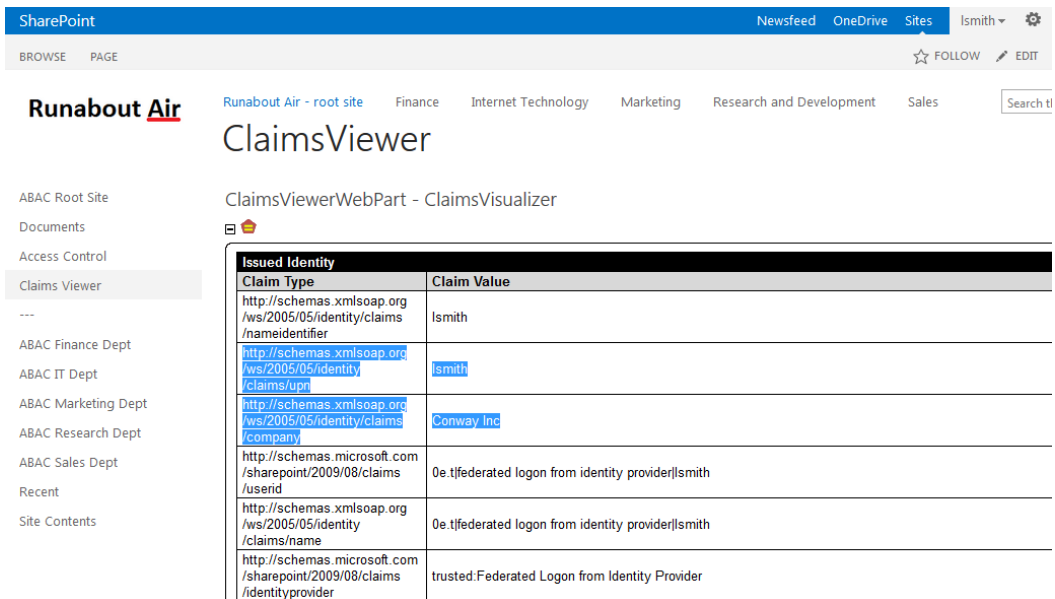 SharePoint
Newsfeed OneDrive Sites lsmith
BROWSE PAGE
FOLLOW EDIT
Runabout Air
Runabout Air - root site Finance Internet Technology Marketing Research and Development Sales
Search th
ClaimsViewer
ABAC Root Site
Documents
Access Control
Claims Viewer
---
ABAC Finance Dept
ABAC IT Dept
ABAC Marketing Dept
ABAC Research Dept
ABAC Sales Dept
Recent
Site Contents
ClaimsViewerWebPart - ClaimsVisualizer
Issued Identity
Claim Type Claim Value
http://schemas.xmlsoap.org
/ws/2005/05/identity/claims
/nameidentifier
lsmith
http://schemas.xmlsoap.org
/ws/2005/05/identity
/claims/upn
lsmith
http://schemas.xmlsoap.org
/ws/2005/05/identity/claims
/company
Conway Inc
http://schemas.microsoft.com
/sharepoint/2009/08/claims
/userid
0e.t|federated logon from identity provider|lsmith
http://schemas.xmlsoap.org
/ws/2005/05/identity
/claims/name
0e.t|federated logon from identity provider|lsmith
http://schemas.microsoft.com
/sharepoint/2009/08/claims
/identityprovider
trusted:Federated Logon from Identity Provider